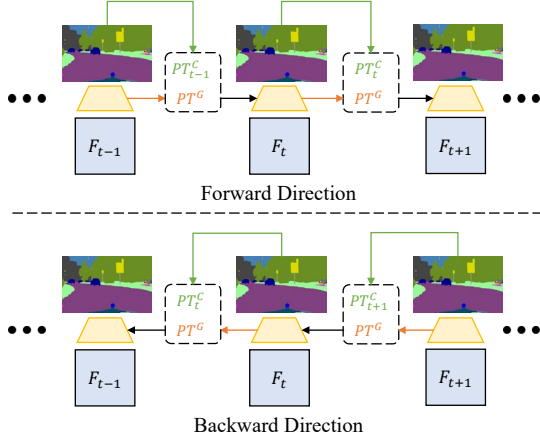 PT^C_{t-1} PT^C_t
••• PT^G PT^G •••
F_{t-1} F_t F_{t+1}
Forward Direction
PT^C_t PT^C_{t+1}
••• PT^G PT^G •••
F_{t-1} F_t F_{t+1}
Backward Direction